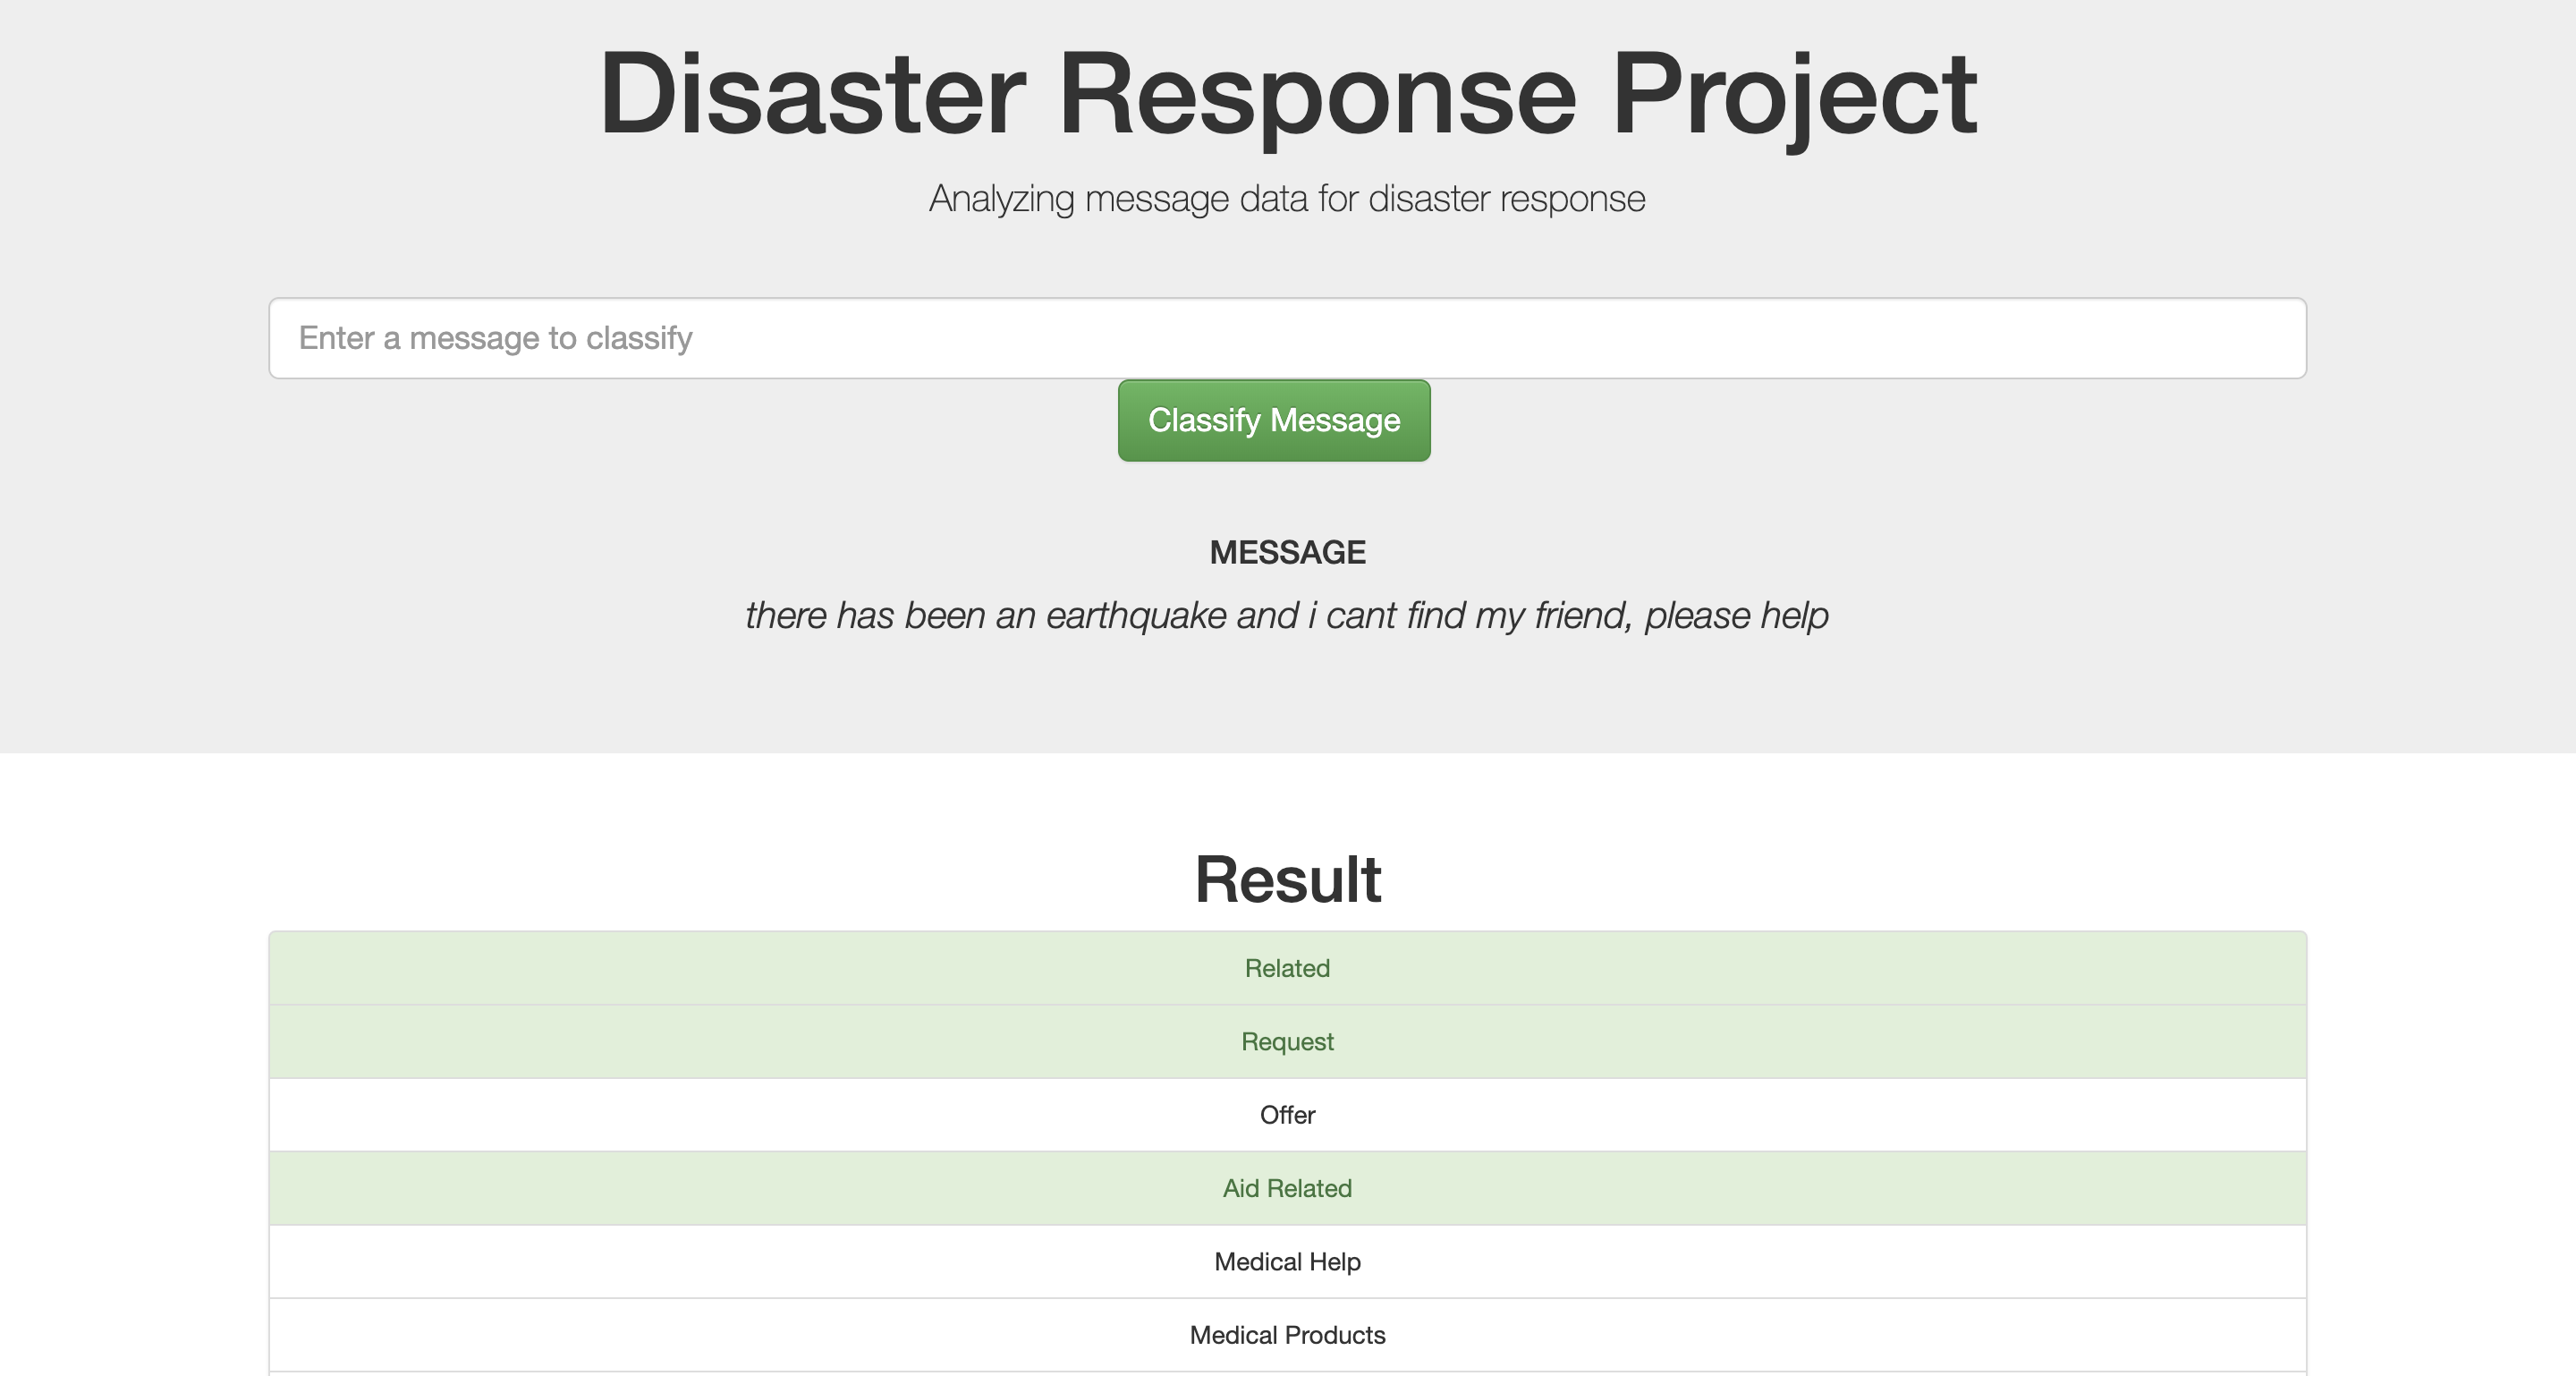 Disaster Response Project
Analyzing message data for disaster response
Enter a message to classify
Classify Message
MESSAGE
there has been an earthquake and i cant find my friend, please help
Result
Related
Request
Offer
Aid Related
Medical Help
Medical Products